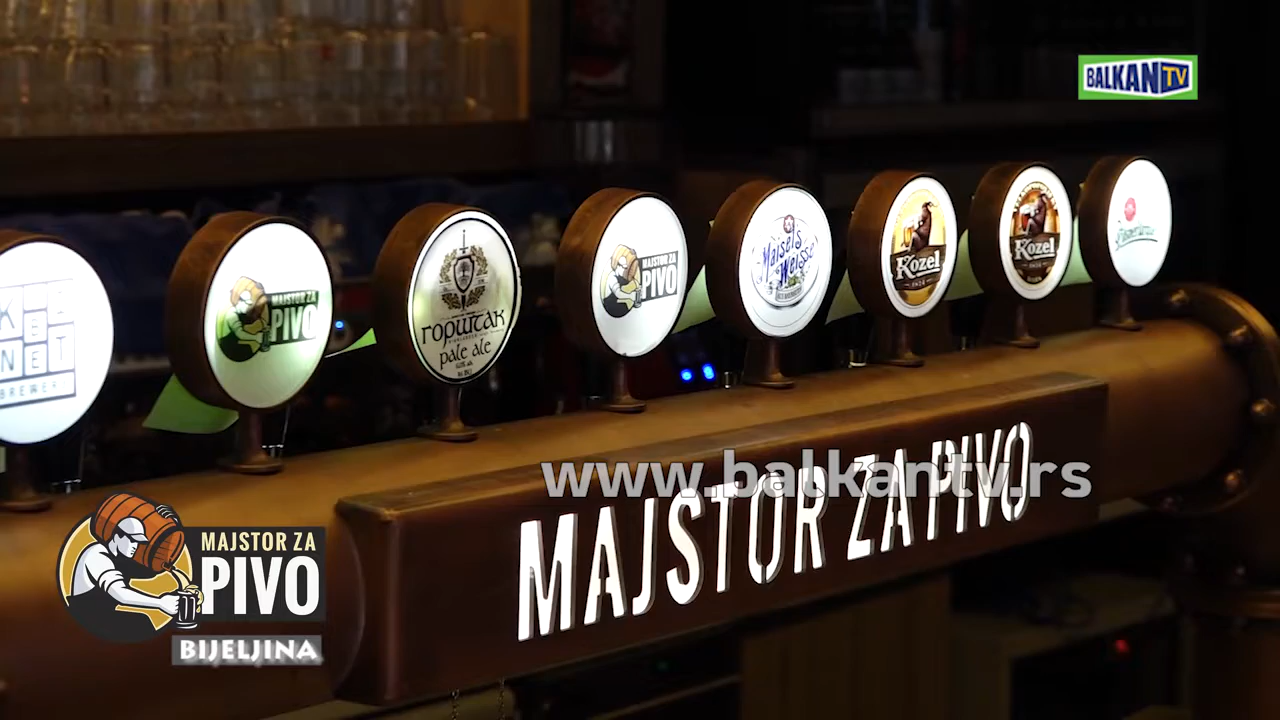 BALKAN TV
KEB
NET
BREWERY
MAJSTOR ZA
PIVO
ГОРШТАК
pale ale
MAJSTOR ZA
PIVO
Maisel's
Weisse
Kozel
Kozel
www.balkantv.rs
MAJSTOR ZA PIVO
MAJSTOR ZA
PIVO
BIJELJINA